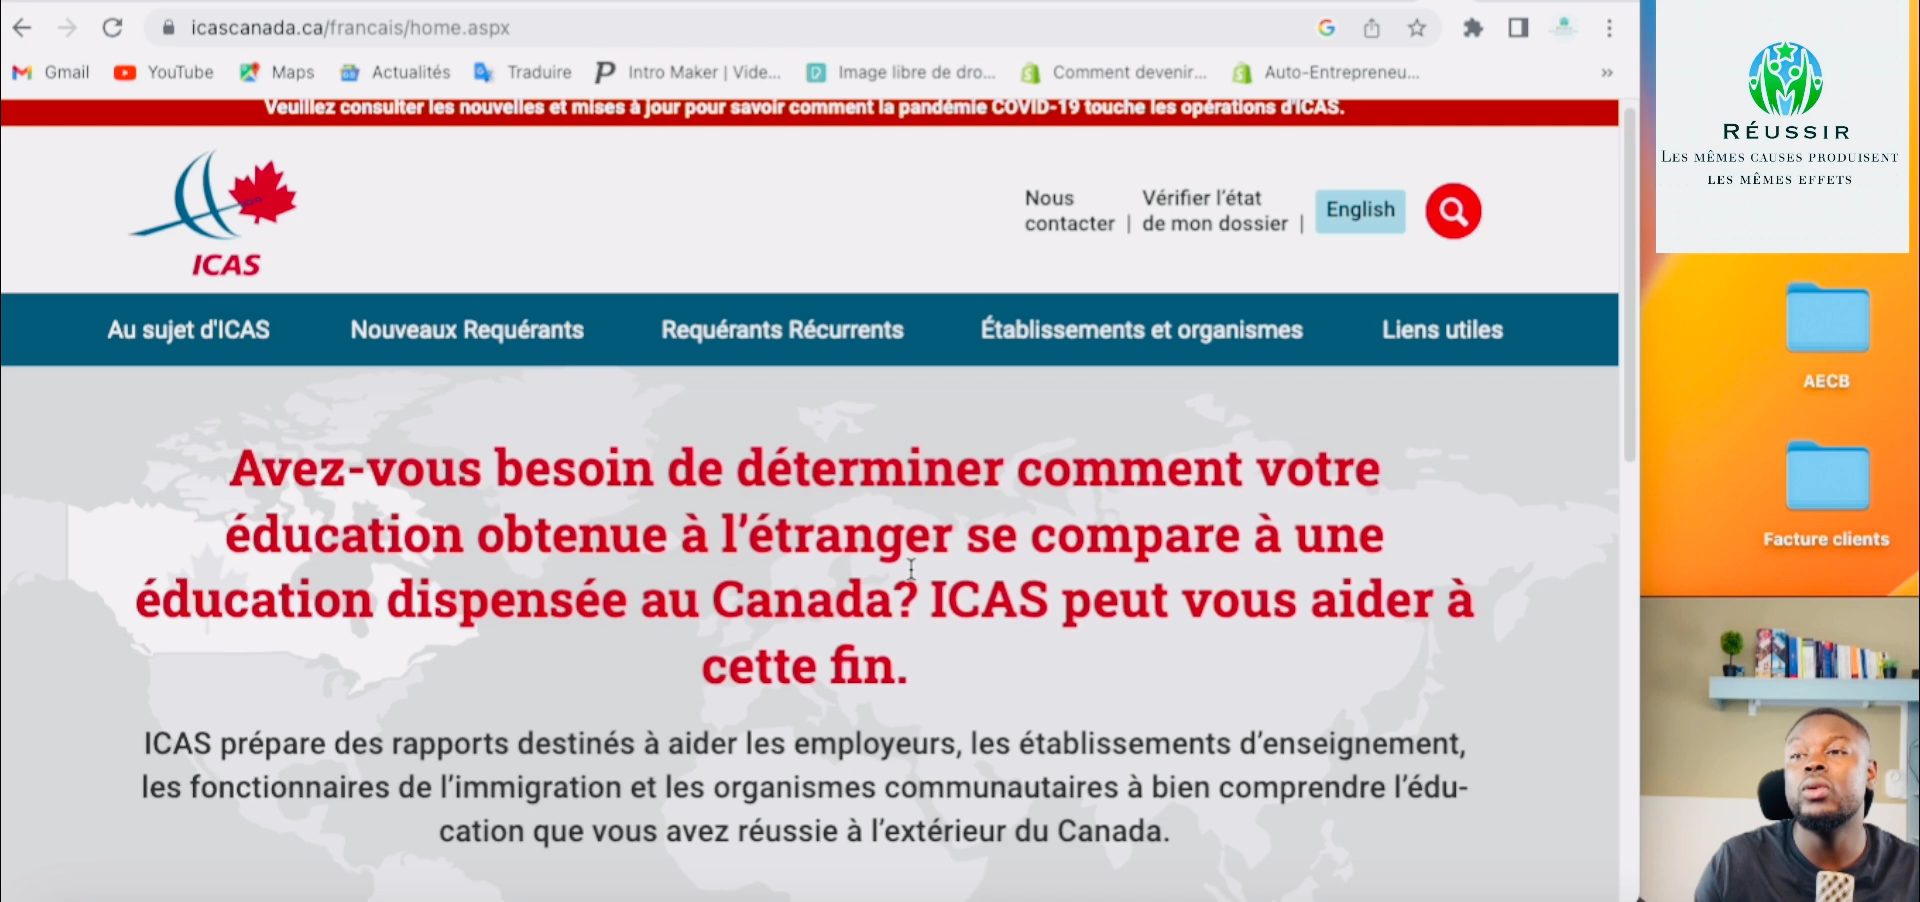 icascanada.ca/francais/home.aspx
Gmail
YouTube
Maps
Actualités
Traduire
Intro Maker | Vide...
Image libre de dro...
Comment devenir...
Auto-Entrepreneu...
»
Veuillez consulter les nouvelles et mises à jour pour savoir comment la pandémie COVID-19 touche les opérations d'ICAS.
ICAS
Nous
contacter |
Vérifier l'état
de mon dossier |
English
Au sujet d'ICAS
Nouveaux Requérants
Requérants Récurrents
Établissements et organismes
Liens utiles
Avez-vous besoin de déterminer comment votre
éducation obtenue à l'étranger se compare à une
éducation dispensée au Canada? ICAS peut vous aider à
cette fin.
ICAS prépare des rapports destinés à aider les employeurs, les établissements d'enseignement,
les fonctionnaires de l'immigration et les organismes communautaires à bien comprendre l'édu-
cation que vous avez réussie à l'extérieur du Canada.
RÉUSSIR
LES MÊMES CAUSES PRODUISENT
LES MÊMES EFFETS
AECB
Facture clients